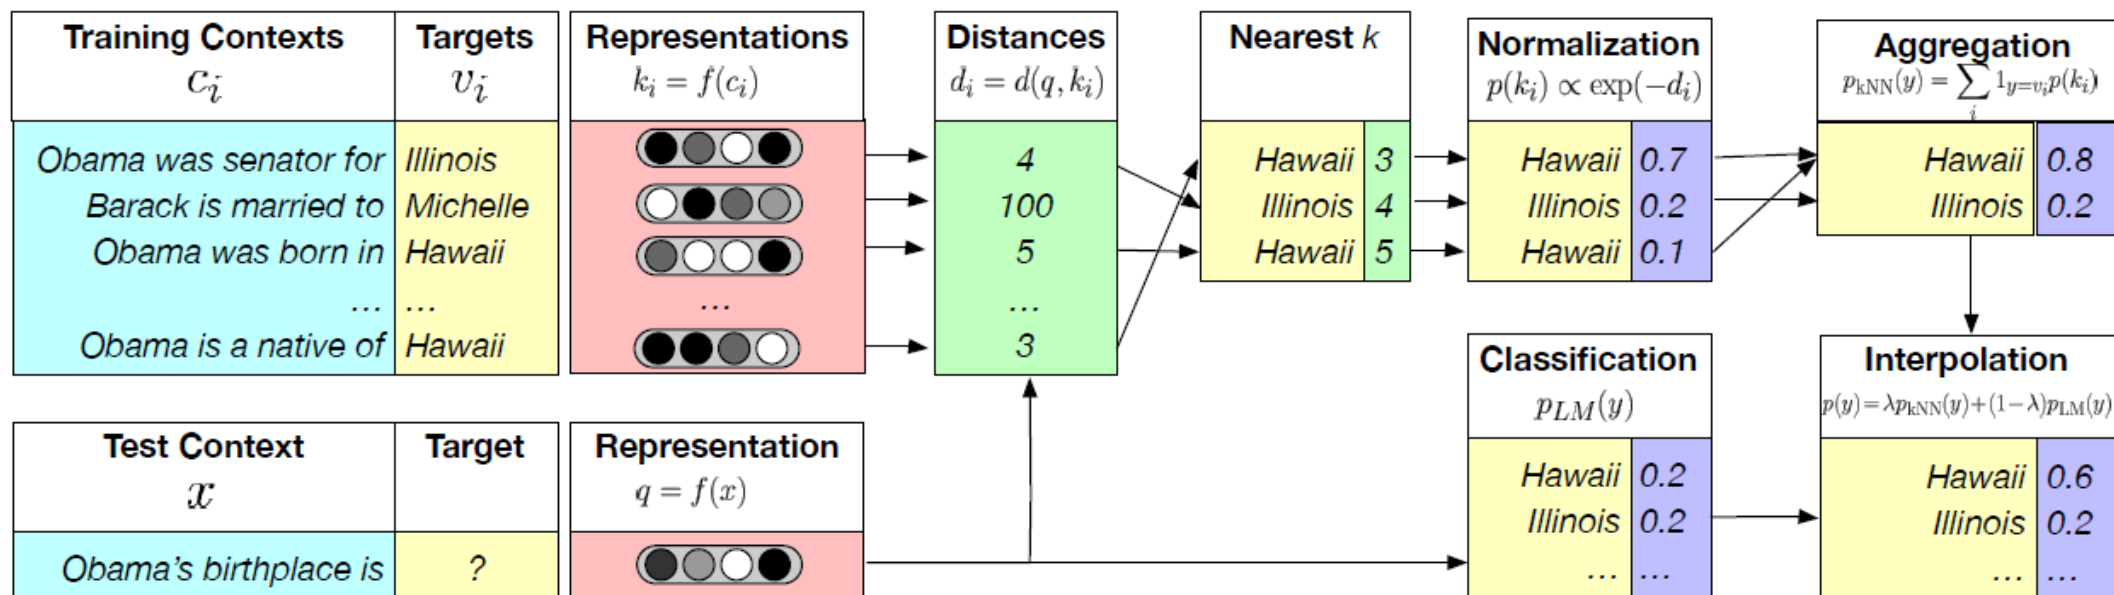 Training Contexts Targets Representations Distances Nearest k Normalization Aggregation
c_i v_i k_i = f(c_i) d_i = d(q, k_i) p(k_i) ∝ exp(−d_i) p_kNN(y) = ∑_i 1_{y=v_i} p(k_i)
Obama was senator for Illinois 4 Hawaii 3 Hawaii 0.7 Hawaii 0.8
Barack is married to Michelle 100 Illinois 4 Illinois 0.2 Illinois 0.2
Obama was born in Hawaii 5 Hawaii 5 Hawaii 0.1
... ... ... ...
Obama is a native of Hawaii 3
Classification Interpolation
p_LM(y) p(y) = λp_kNN(y) + (1−λ)p_LM(y)
Test Context Target Representation
x q = f(x)
Hawaii 0.2 Hawaii 0.6
Illinois 0.2 Illinois 0.2
Obama's birthplace is ? ... ... ... ...